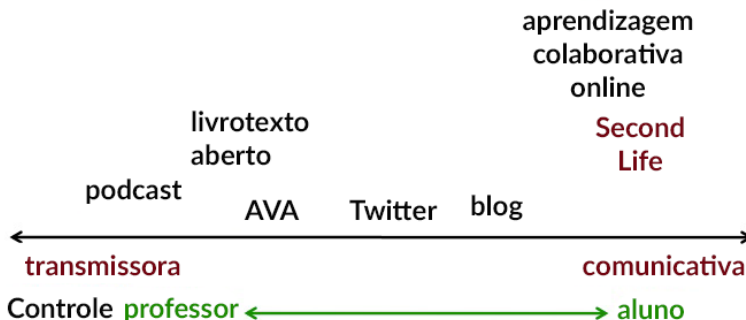 aprendizagem
colaborativa
online
livrotexto
aberto
Second
Life
podcast
AVA Twitter blog
transmissora comunicativa
Controle professor aluno